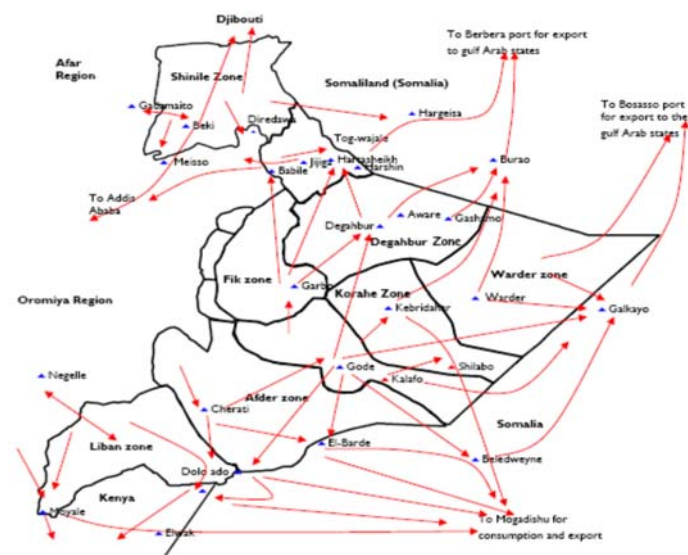 Djibouti
To Berbera port for export
to gulf Arab states
Afar
Region
Shinile Zone
Somaliland (Somalia)
To Bosasso port
for export to the
gulf Arab states
Gabamaito
Beki
Diredawa
Hargeisa
Tog-wajale
Meisso
Jijiga
Hartasheikh
Harshin
Babile
Burao
To Addis
Ababa
Degahbur
Aware
Gashamo
Degahbur Zone
Fik zone
Garbo
Warder zone
Oromiya Region
Korahe Zone
Kebridahar
Warder
Galkayo
Negelle
Gode
Shilabo
Kalafo
Afder zone
Cherati
Somalia
Liban zone
El-Barde
Beledweyne
Dolo ado
Kenya
Moyale
Elwak
To Mogadishu for
consumption and export